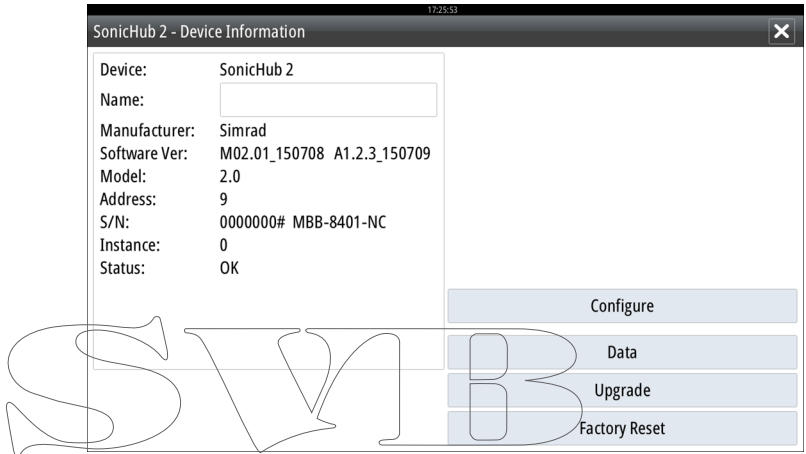 17:25:53
SonicHub 2 - Device Information
Device: SonicHub 2
Name:
Manufacturer: Simrad
Software Ver: M02.01_150708 A1.2.3_150709
Model: 2.0
Address: 9
S/N: 0000000# MBB-8401-NC
Instance: 0
Status: OK
Configure
Data
Upgrade
Factory Reset
SVB